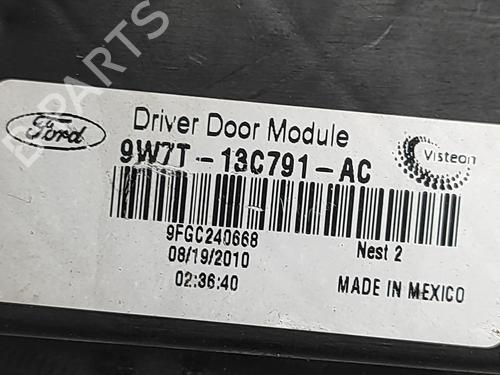 B-PARTS
Ford
Driver Door Module
9W7T-13C791-AC
Visteon
9FGC240668
Nest 2
08/19/2010
02:36:40
MADE IN MEXICO